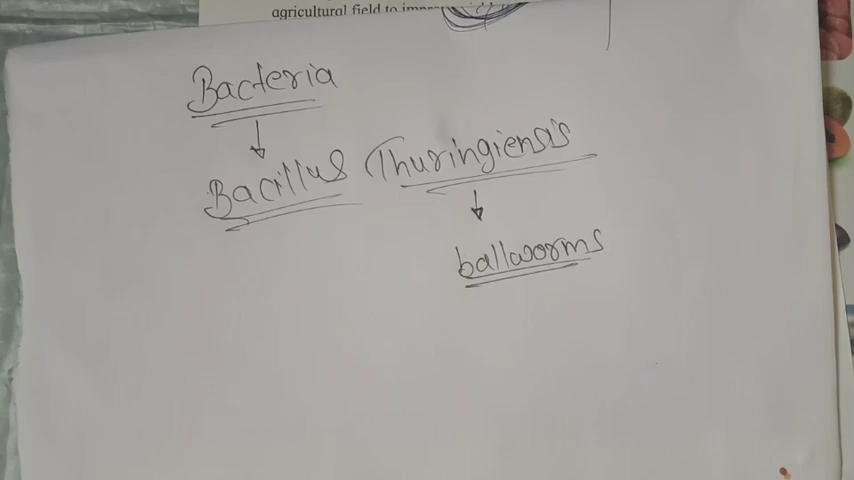 agricultural field to
Bacteria
↓
Bacillus Thuringiensis
↓
ballworms